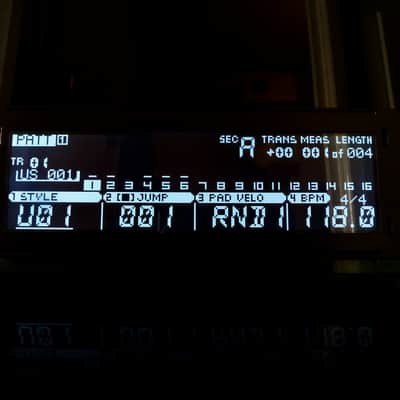 PATT SEC A TRANS MEAS LENGTH
+00 001 of 004
TR 01
US 001
1 2 3 4 5 6 7 8 9 10 11 12 13 14 15 16
1 STYLE 2 [■] JUMP 3 PAD VELO 4 BPM 4/4
U01 001 RND1 118.0